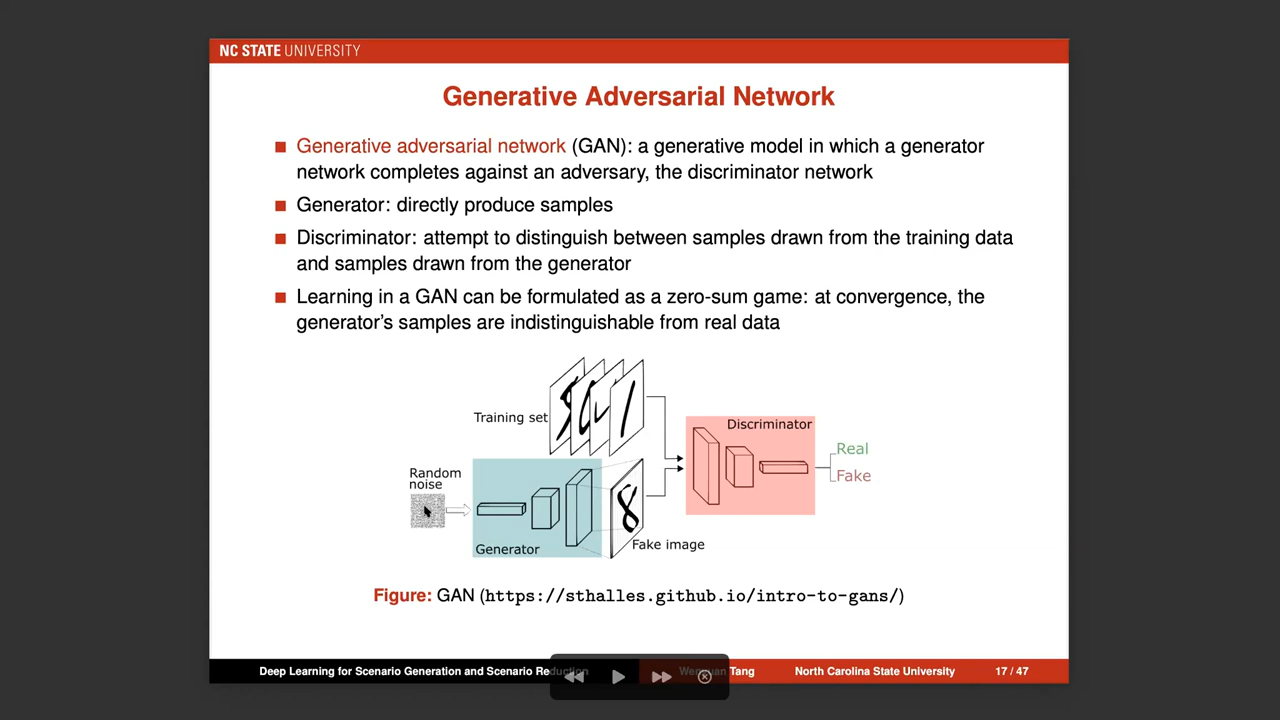 NC STATE UNIVERSITY
Generative Adversarial Network
Generative adversarial network (GAN): a generative model in which a generator
network completes against an adversary, the discriminator network
Generator: directly produce samples
Discriminator: attempt to distinguish between samples drawn from the training data
and samples drawn from the generator
Learning in a GAN can be formulated as a zero-sum game: at convergence, the
generator's samples are indistinguishable from real data
Training set
Discriminator
Real
Fake
Random
noise
8
Generator
Fake image
Figure: GAN (https://sthalles.github.io/intro-to-gans/)
Deep Learning for Scenario Generation and Scenario Tang North Carolina State University 17 / 47